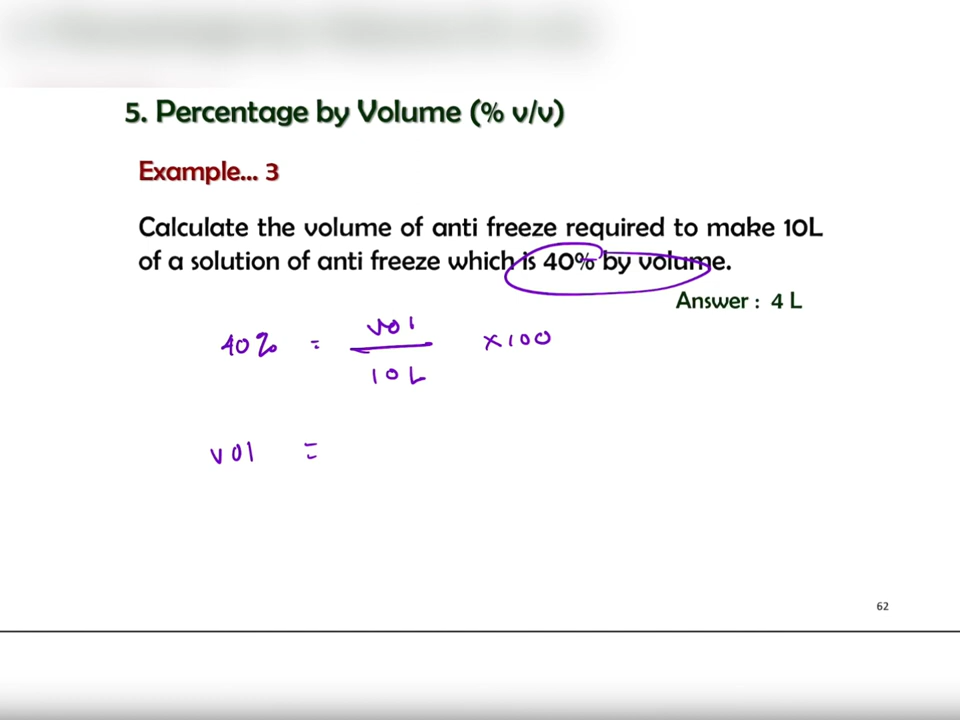 5. Percentage by Volume (% v/v)
Example... 3
Calculate the volume of anti freeze required to make 10L
of a solution of anti freeze which is 40% by volume.
Answer : 4 L
40% = vol / 10L x100
vol =
62